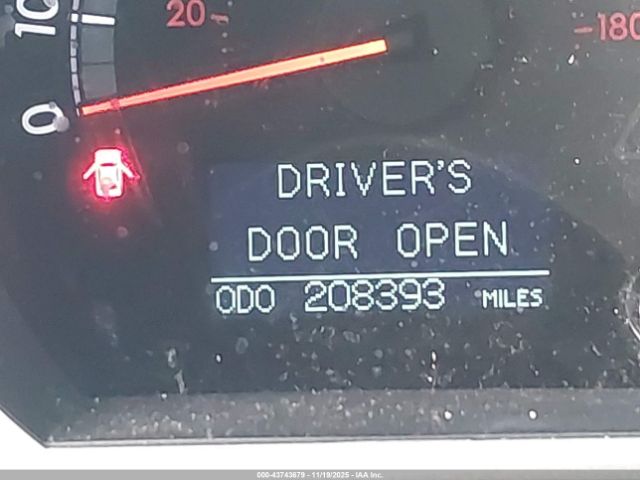 10
20
180
0
DRIVER'S
DOOR OPEN
ODO 208393 MILES
000-43743679 - 11/19/2025 - IAA Inc.